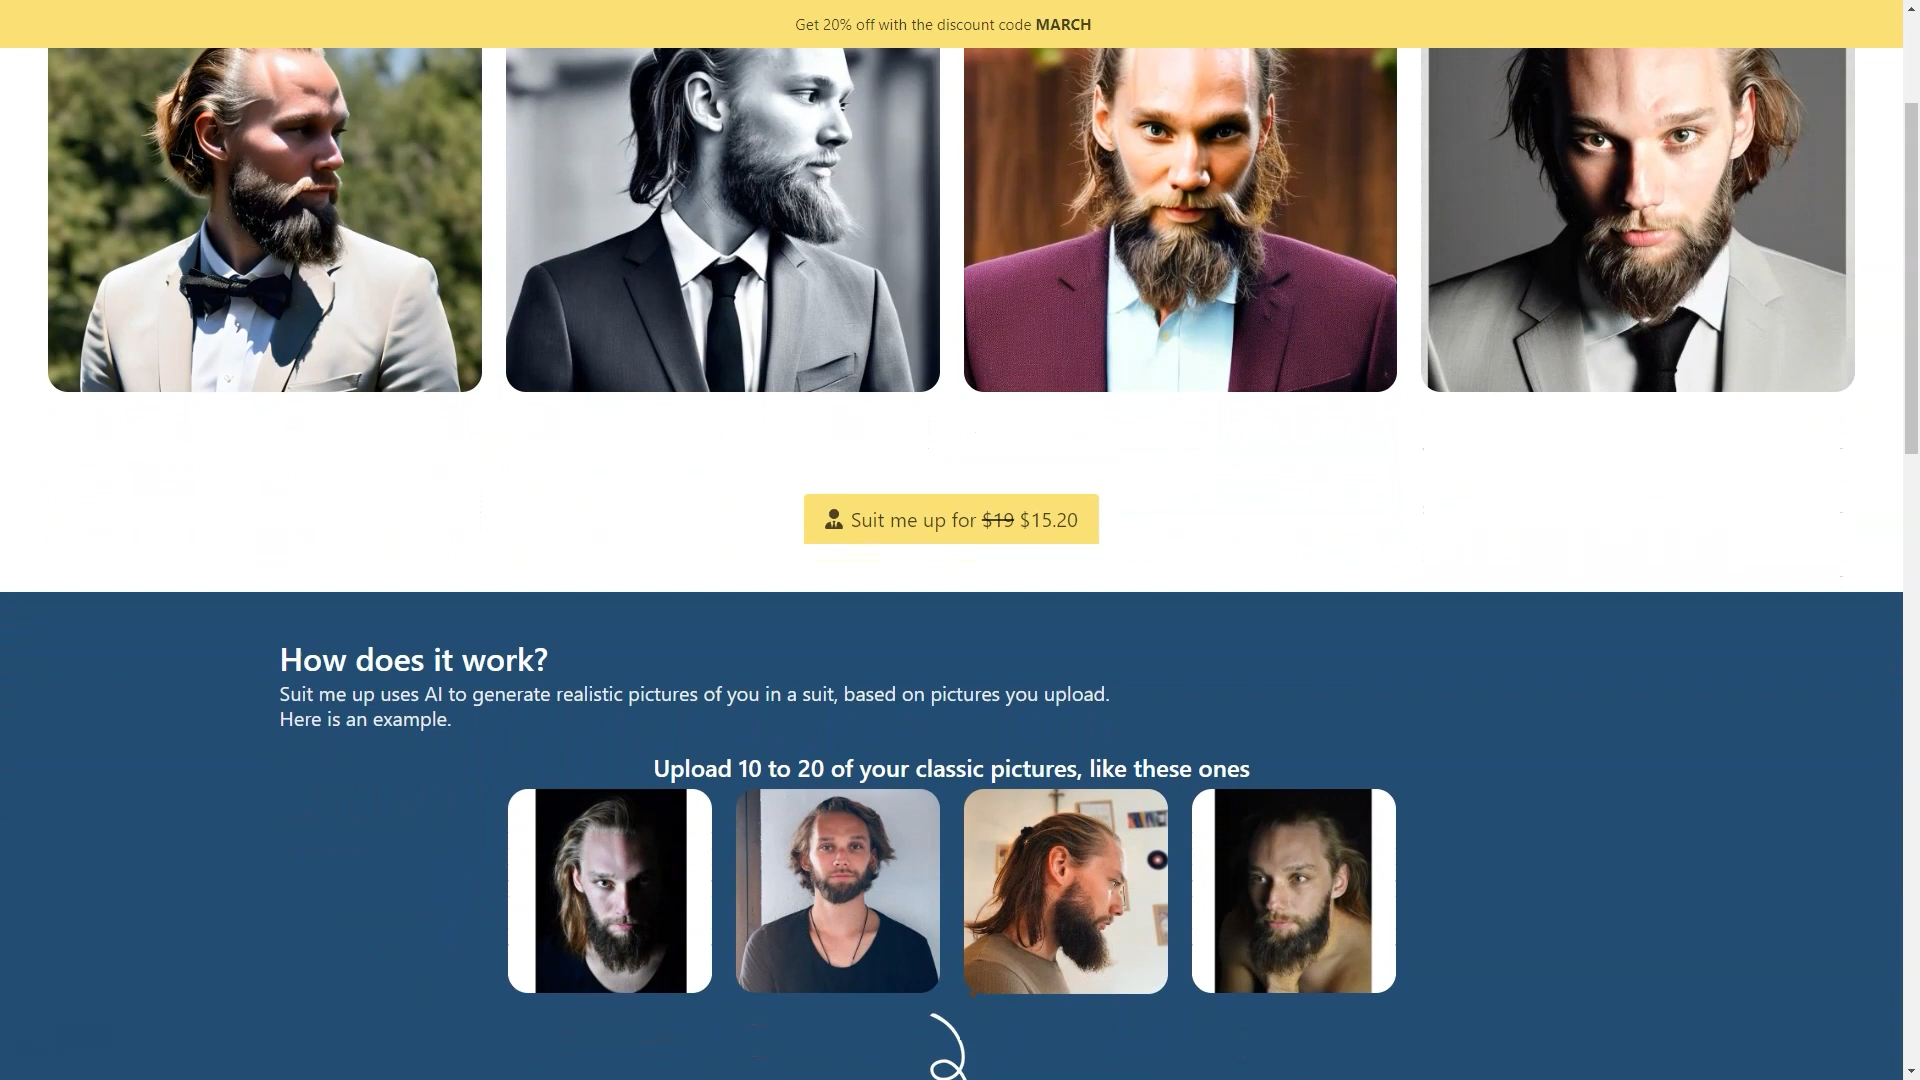 Get 20% off with the discount code MARCH
Suit me up for $19 $15.20
How does it work?
Suit me up uses AI to generate realistic pictures of you in a suit, based on pictures you upload.
Here is an example.
Upload 10 to 20 of your classic pictures, like these ones